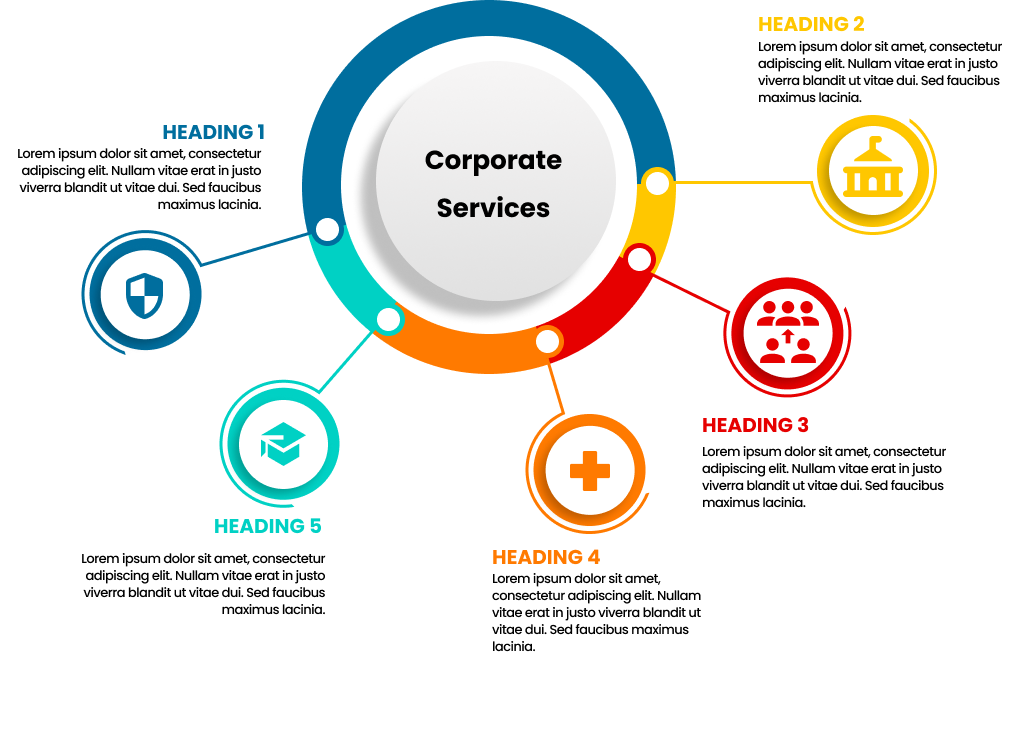 Corporate
Services
HEADING 1
Lorem ipsum dolor sit amet, consectetur
adipiscing elit. Nullam vitae erat in justo
viverra blandit ut vitae dui. Sed faucibus
maximus lacinia.
HEADING 2
Lorem ipsum dolor sit amet, consectetur
adipiscing elit. Nullam vitae erat in justo
viverra blandit ut vitae dui. Sed faucibus
maximus lacinia.
HEADING 3
Lorem ipsum dolor sit amet, consectetur
adipiscing elit. Nullam vitae erat in justo
viverra blandit ut vitae dui. Sed faucibus
maximus lacinia.
HEADING 4
Lorem ipsum dolor sit amet,
consectetur adipiscing elit. Nullam
vitae erat in justo viverra blandit ut
vitae dui. Sed faucibus maximus
lacinia.
HEADING 5
Lorem ipsum dolor sit amet, consectetur
adipiscing elit. Nullam vitae erat in justo
viverra blandit ut vitae dui. Sed faucibus
maximus lacinia.